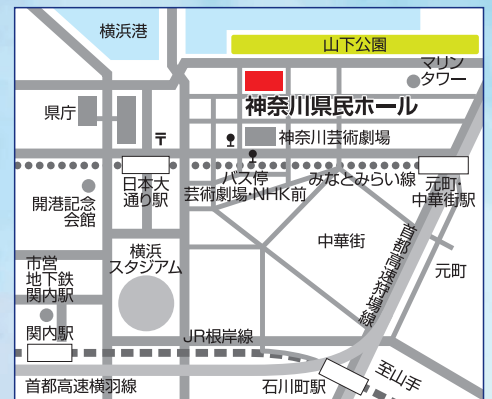 横浜港
山下公園
マリン
タワー
神奈川県民ホール
県庁
〒
神奈川芸術劇場
日本大
通り駅
バス停
芸術劇場・NHK前
みなとみらい線
元町・
中華街駅
開港記念
会館
横浜
スタジアム
中華街
首都高速狩場線
元町
市営
地下鉄
関内駅
関内駅
JR根岸線
首都高速横羽線
石川町駅
至山手